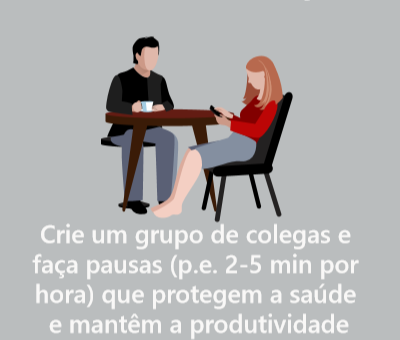 Crie um grupo de colegas e
faça pausas (p.e. 2-5 min por
hora) que protegem a saúde
e mantêm a produtividade